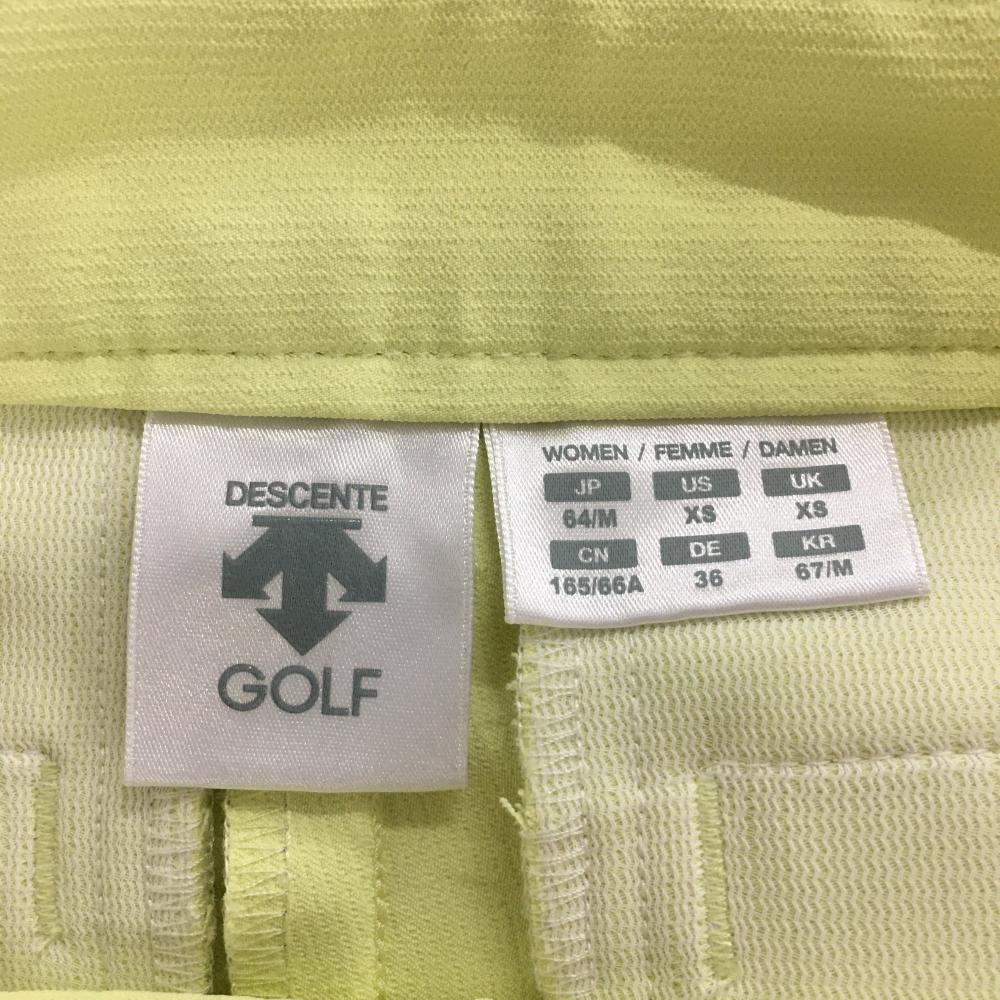 DESCENTE
GOLF
WOMEN / FEMME / DAMEN
JP US UK
64/M XS XS
CN DE KR
165/66A 36 67/M